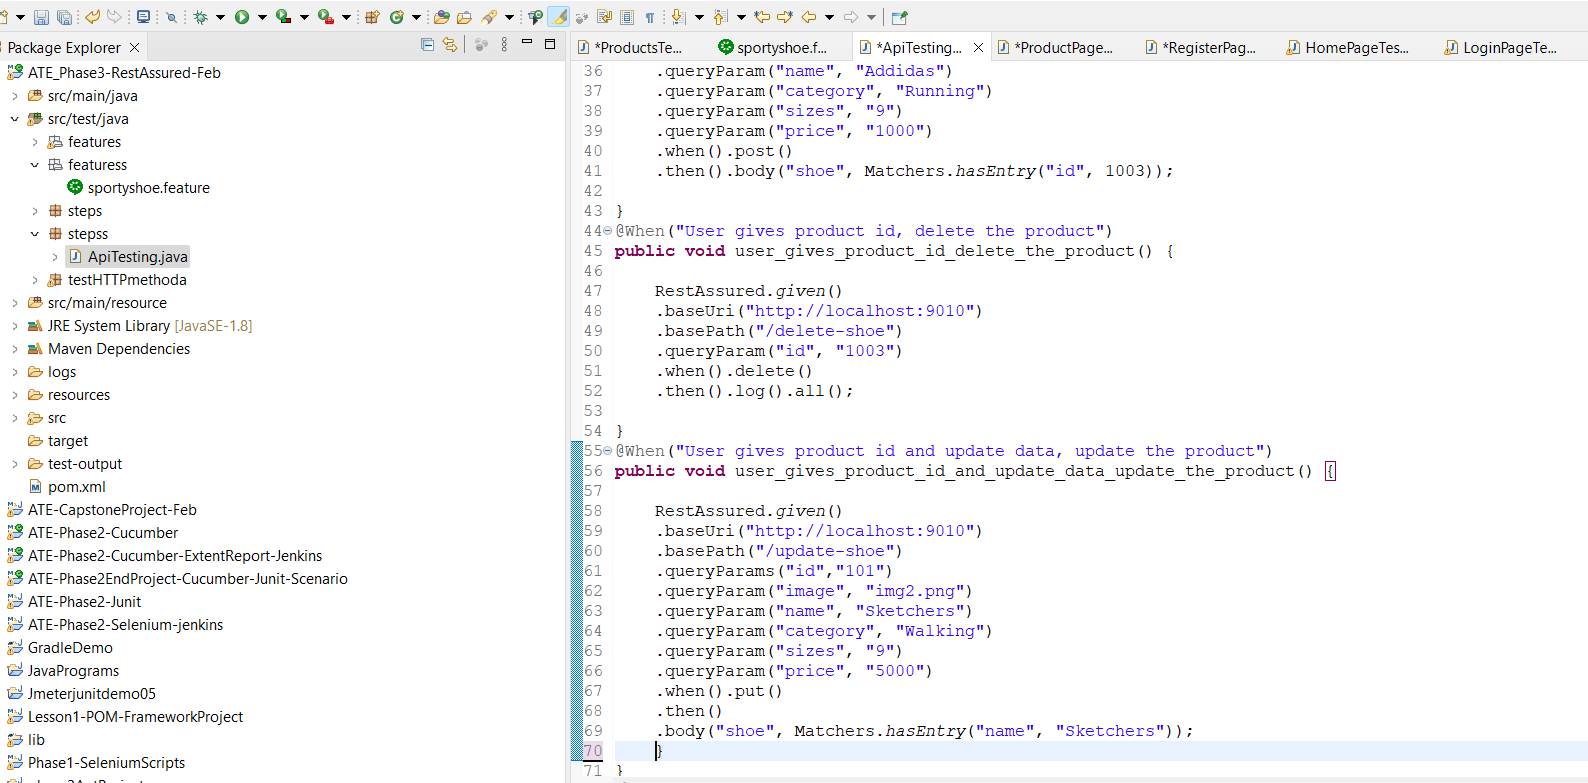 Package Explorer
ATE_Phase3-RestAssured-Feb
src/main/java
src/test/java
features
featuress
sportyshoe.feature
steps
stepss
ApiTesting.java
testHTTPmethoda
src/main/resource
JRE System Library [JavaSE-1.8]
Maven Dependencies
logs
resources
src
target
test-output
pom.xml
ATE-CapstoneProject-Feb
ATE-Phase2-Cucumber
ATE-Phase2-Cucumber-ExtentReport-Jenkins
ATE-Phase2EndProject-Cucumber-Junit-Scenario
ATE-Phase2-Junit
ATE-Phase2-Selenium-jenkins
GradleDemo
JavaPrograms
Jmeterjunitdemo05
Lesson1-POM-FrameworkProject
lib
Phase1-SeleniumScripts
*ProductsTe... sportyshoe.f... *ApiTesting... *ProductPage... *RegisterPag... HomePageTes... LoginPageTe...
36 .queryParam("name", "Addidas")
37 .queryParam("category", "Running")
38 .queryParam("sizes", "9")
39 .queryParam("price", "1000")
40 .when().post()
41 .then().body("shoe", Matchers.hasEntry("id", 1003));
42
43 }
44 @When("User gives product id, delete the product")
45 public void user_gives_product_id_delete_the_product() {
46
47 RestAssured.given()
48 .baseUri("http://localhost:9010")
49 .basePath("/delete-shoe")
50 .queryParam("id", "1003")
51 .when().delete()
52 .then().log().all();
53
54 }
55 @When("User gives product id and update data, update the product")
56 public void user_gives_product_id_and_update_data_update_the_product() {
57
58 RestAssured.given()
59 .baseUri("http://localhost:9010")
60 .basePath("/update-shoe")
61 .queryParams("id","101")
62 .queryParam("image", "img2.png")
63 .queryParam("name", "Sketchers")
64 .queryParam("category", "Walking")
65 .queryParam("sizes", "9")
66 .queryParam("price", "5000")
67 .when().put()
68 .then()
69 .body("shoe", Matchers.hasEntry("name", "Sketchers"));
70 }
71 }